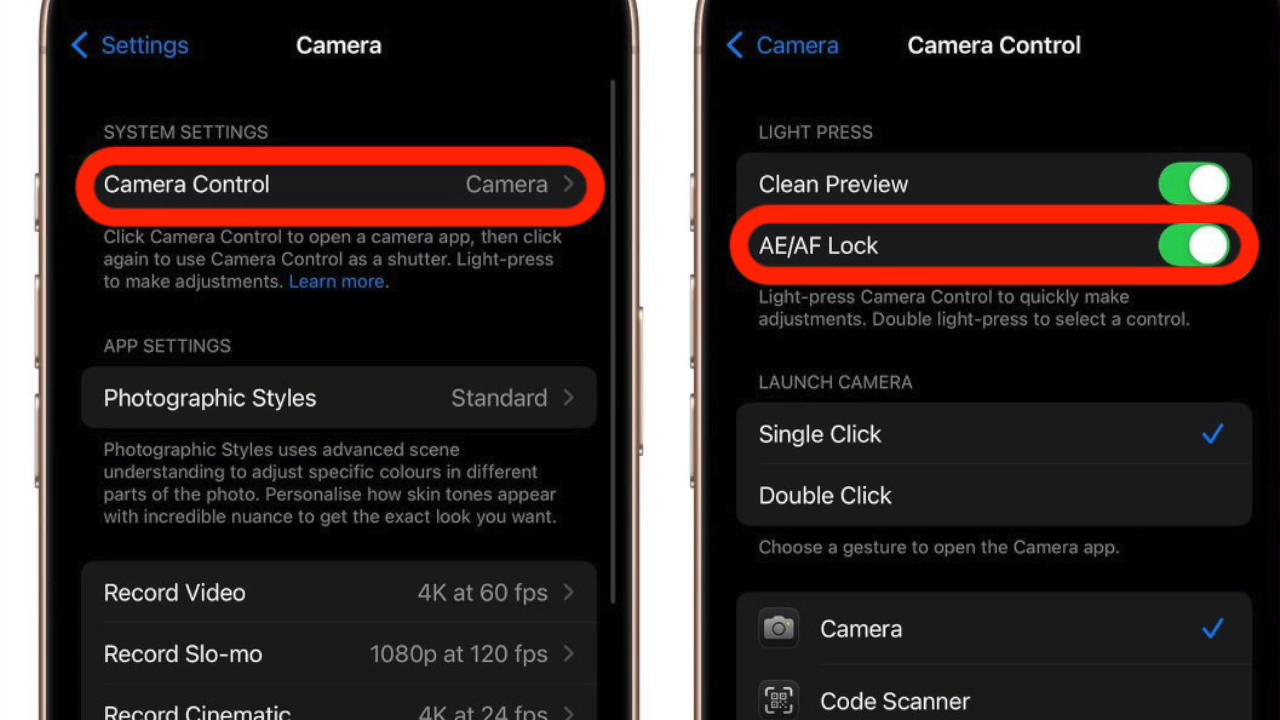 Settings
Camera
SYSTEM SETTINGS
Camera Control
Camera
Click Camera Control to open a camera app, then click
again to use Camera Control as a shutter. Light-press
to make adjustments. Learn more.
APP SETTINGS
Photographic Styles
Standard
Photographic Styles uses advanced scene
understanding to adjust specific colours in different
parts of the photo. Personalise how skin tones appear
with incredible nuance to get the exact look you want.
Record Video
4K at 60 fps
Record Slo-mo
1080p at 120 fps
Record Cinematic
4K at 24 fps
Camera
Camera Control
LIGHT PRESS
Clean Preview
AE/AF Lock
Light-press Camera Control to quickly make
adjustments. Double light-press to select a control.
LAUNCH CAMERA
Single Click
Double Click
Choose a gesture to open the Camera app.
Camera
Code Scanner